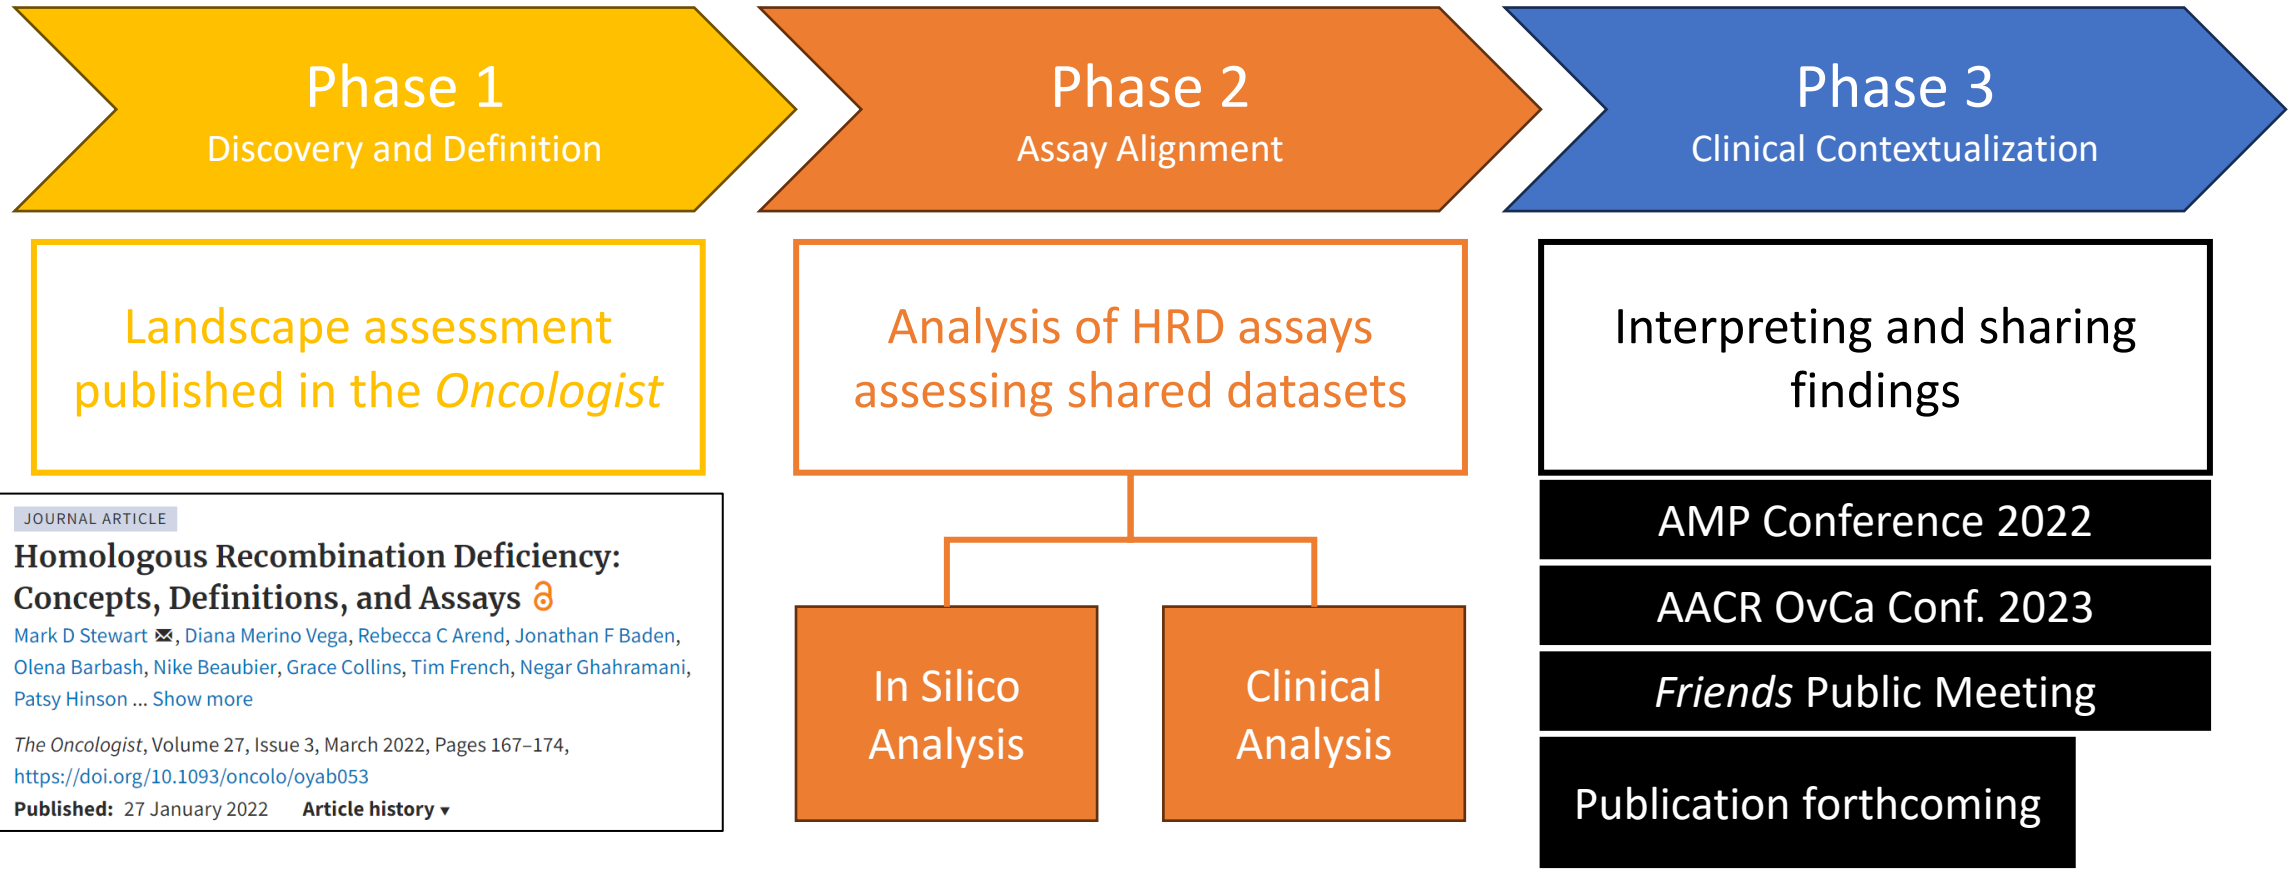 Phase 1
Discovery and Definition
Phase 2
Assay Alignment
Phase 3
Clinical Contextualization
Landscape assessment
published in the Oncologist
JOURNAL ARTICLE
Homologous Recombination Deficiency:
Concepts, Definitions, and Assays
Mark D Stewart, Diana Merino Vega, Rebecca C Arend, Jonathan F Baden,
Olena Barbash, Nike Beaubier, Grace Collins, Tim French, Negar Ghahramani,
Patsy Hinson ... Show more
The Oncologist, Volume 27, Issue 3, March 2022, Pages 167–174,
https://doi.org/10.1093/oncolo/oyab053
Published: 27 January 2022 Article history ▾
Analysis of HRD assays
assessing shared datasets
In Silico
Analysis
Clinical
Analysis
Interpreting and sharing
findings
AMP Conference 2022
AACR OvCa Conf. 2023
Friends Public Meeting
Publication forthcoming